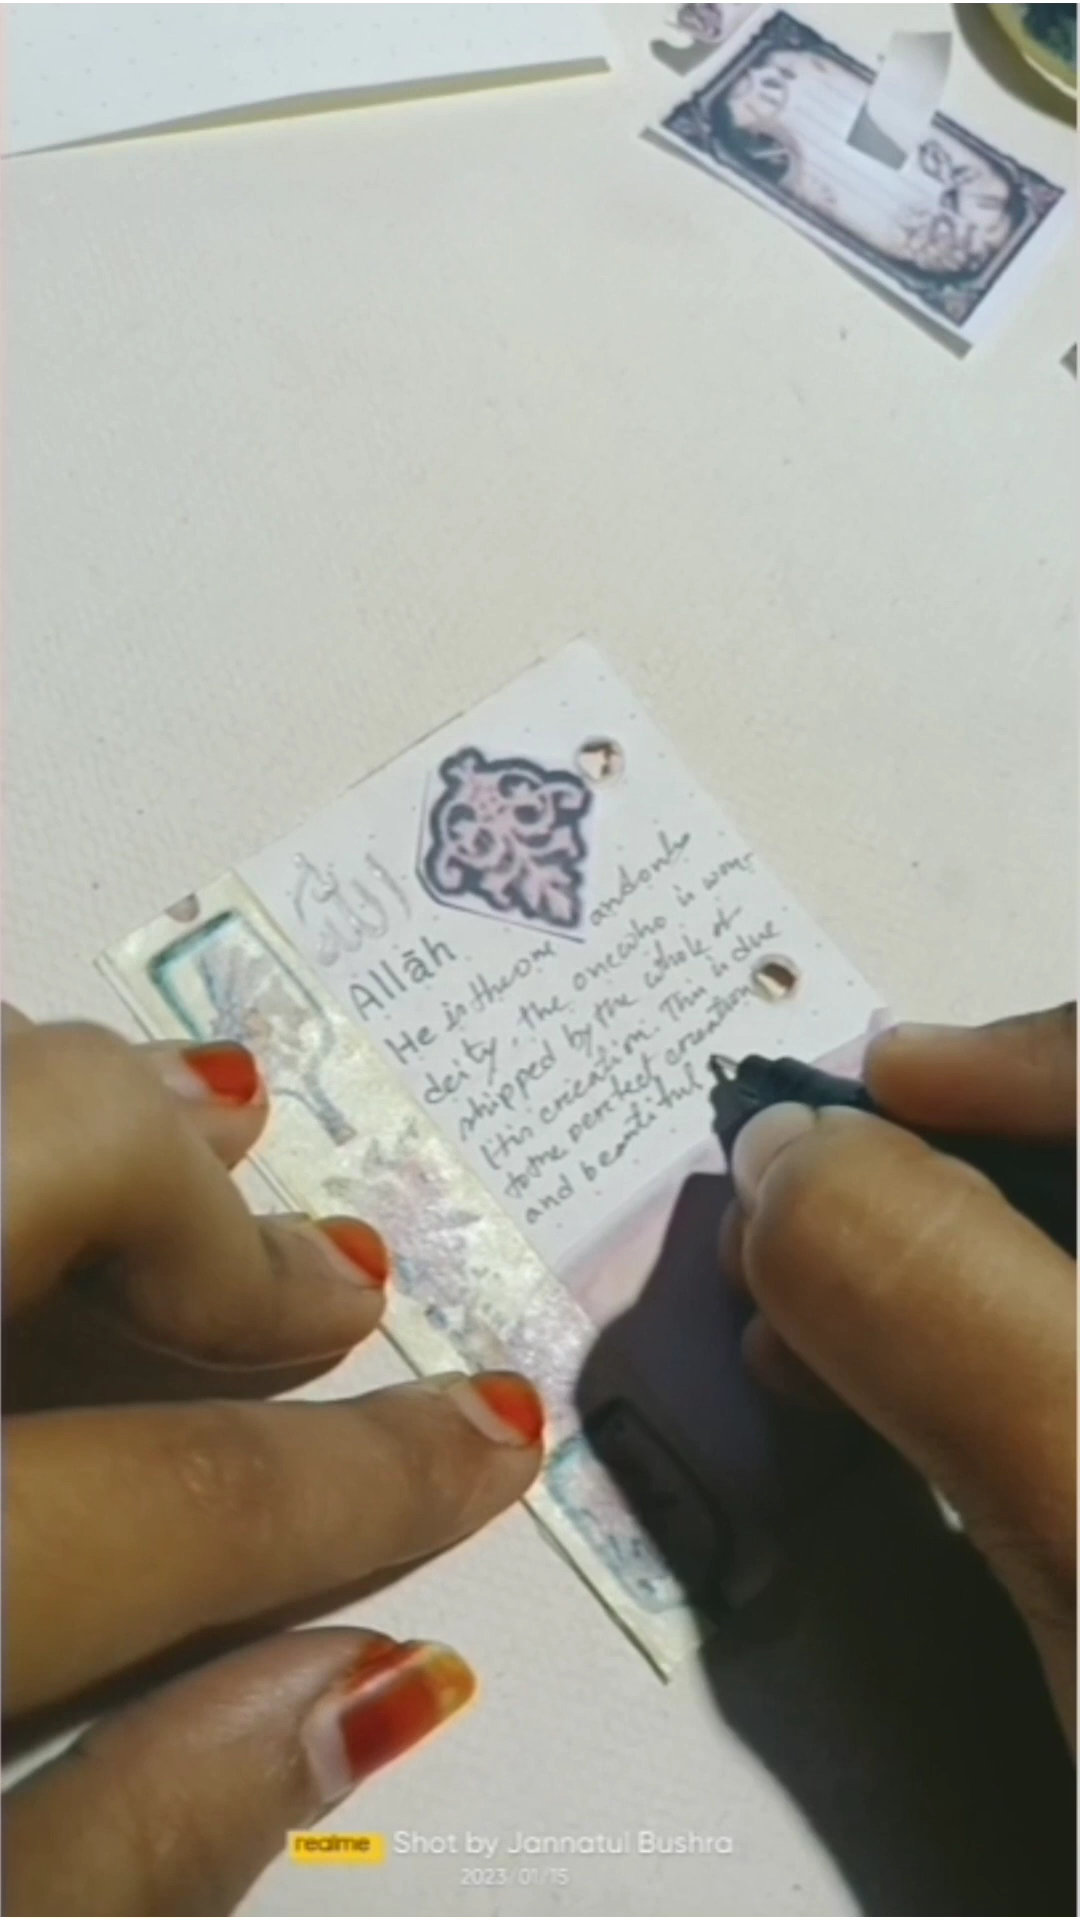 الله
Allāh
He is the one and only
deity, the one who is wor-
shipped by the whole of
His creation. This is due
to the perfect creation
and beautiful
realme Shot by Jannatul Bushra
2023/01/15